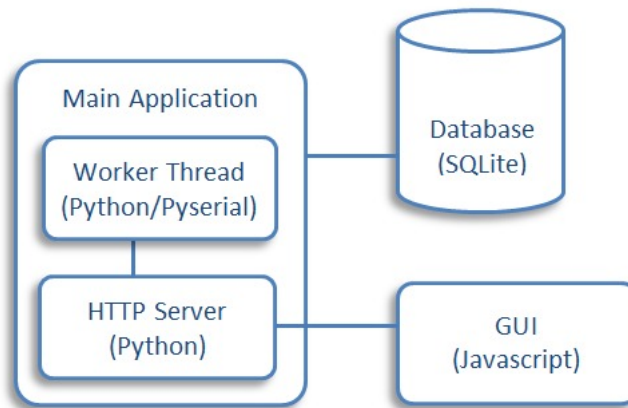 Main Application
Worker Thread
(Python/Pyserial)
HTTP Server
(Python)
Database
(SQLite)
GUI
(Javascript)